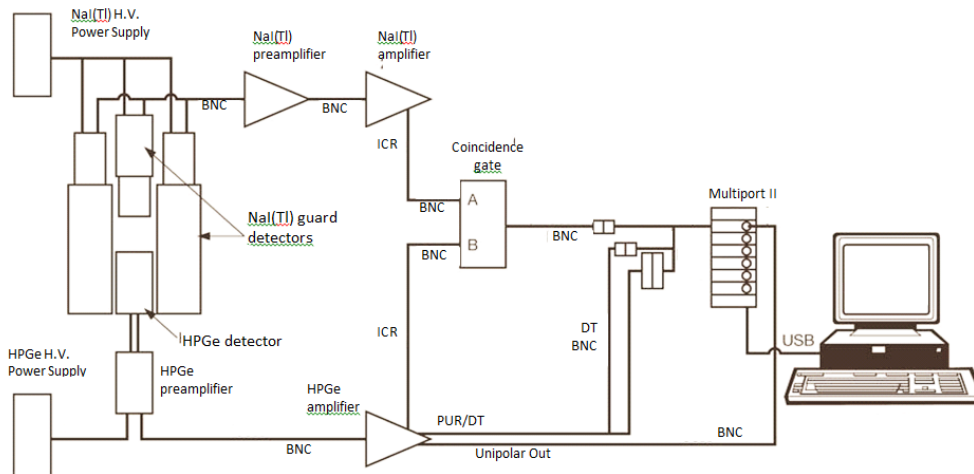 NaI(Tl) H.V.
Power Supply
NaI(Tl)
preamplifier
NaI(Tl)
amplifier
BNC
BNC
ICR
Coincidence
gate
BNC
A
NaI(Tl) guard
detectors
B
BNC
BNC
Multiport II
HPGe detector
ICR
DT
BNC
USB
HPGe H.V.
Power Supply
HPGe
preamplifier
HPGe
amplifier
BNC
PUR/DT
Unipolar Out
BNC